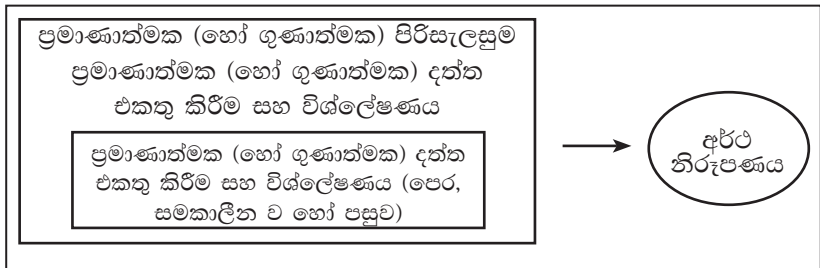 ප්‍රමාණාත්මක (හෝ ගුණාත්මක) පිරිසැලසුම
ප්‍රමාණාත්මක (හෝ ගුණාත්මක) දත්ත
එකතු කිරීම සහ විශ්ලේෂණය
ප්‍රමාණාත්මක (හෝ ගුණාත්මක) දත්ත
එකතු කිරීම සහ විශ්ලේෂණය (පෙර,
සමකාලීන ව හෝ පසුව)
අර්ථ
නිරූපණය